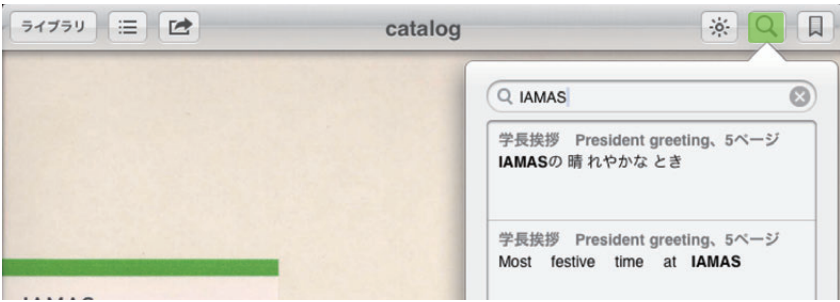 ライブラリ
catalog
IAMAS
学長挨拶 President greeting、5ページ
IAMASの 晴 れやかな とき
学長挨拶 President greeting、5ページ
Most festive time at IAMAS